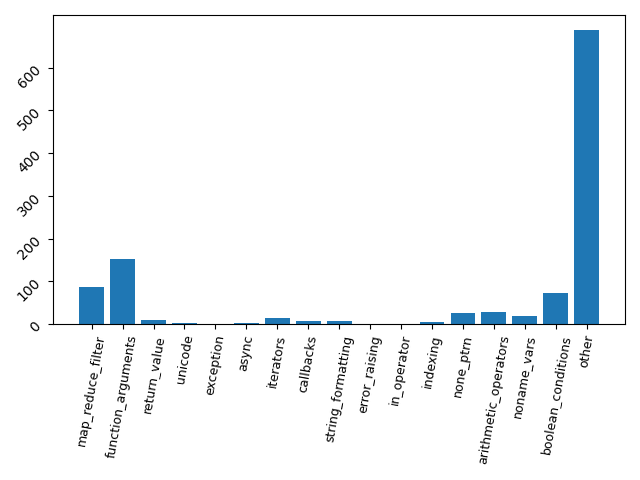 600
500
400
300
200
100
0
map_reduce_filter
function_arguments
return_value
unicode
exception
async
iterators
callbacks
string_formatting
error_raising
in_operator
indexing
none_ptrn
arithmetic_operators
noname_vars
boolean_conditions
other